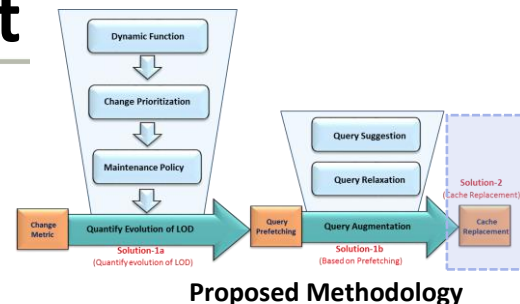 t
Dynamic Function
Change Prioritization
Maintenance Policy
Query Suggestion
Query Relaxation
Solution-2
(Cache Replacement)
Change
Metric
Quantify Evolution of LOD
Query
Prefetching
Query Augmentation
Cache
Replacement
Solution-1a
(Quantify evolution of LOD)
Solution-1b
(Based on Prefetching)
Proposed Methodology